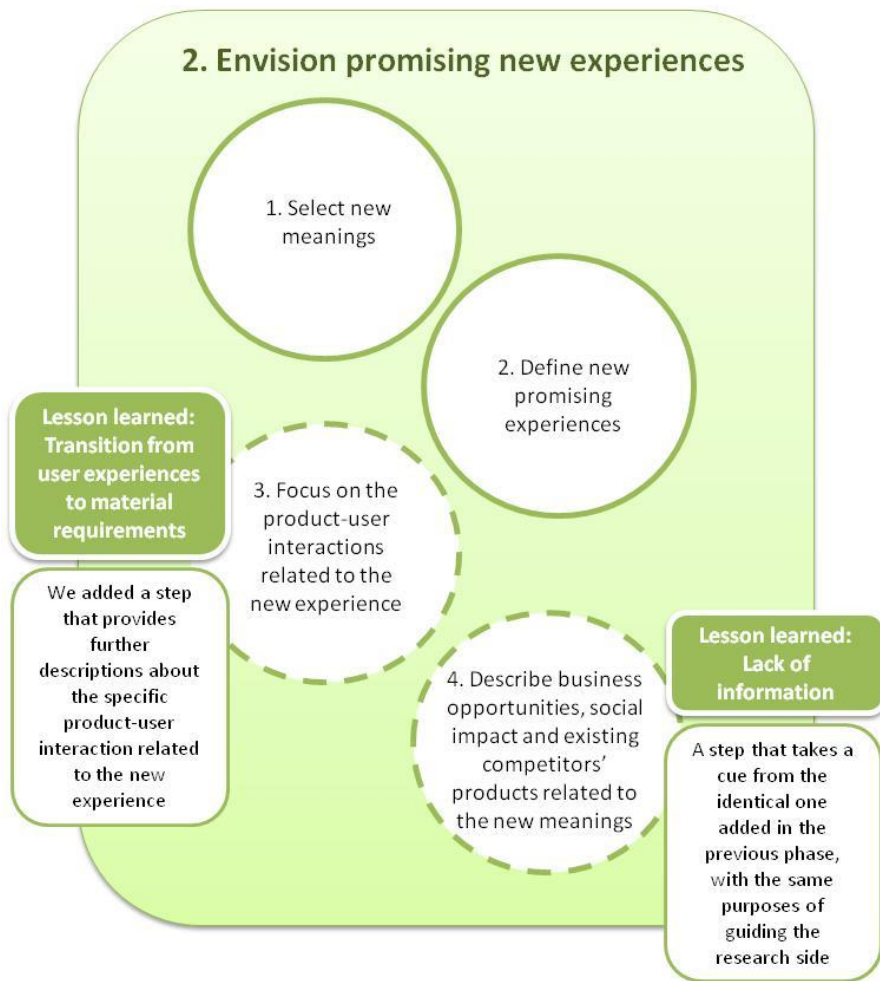 2. Envision promising new experiences
1. Select new
meanings
2. Define new
promising
experiences
Lesson learned:
Transition from
user experiences
to material
requirements
We added a step
that provides
further
descriptions about
the specific
product-user
interaction related
to the new
experience
3. Focus on the
product-user
interactions
related to the
new experience
4. Describe business
opportunities, social
impact and existing
competitors’
products related to
the new meanings
Lesson learned:
Lack of
information
A step that takes a
cue from the
identical one
added in the
previous phase,
with the same
purposes of
guiding the
research side